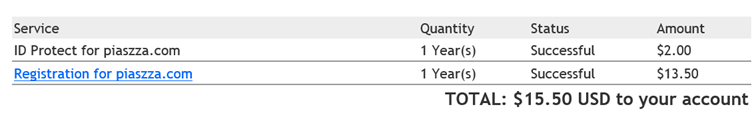 Service Quantity Status Amount
ID Protect for piaszza.com 1 Year(s) Successful $2.00
Registration for piaszza.com 1 Year(s) Successful $13.50
TOTAL: $15.50 USD to your account